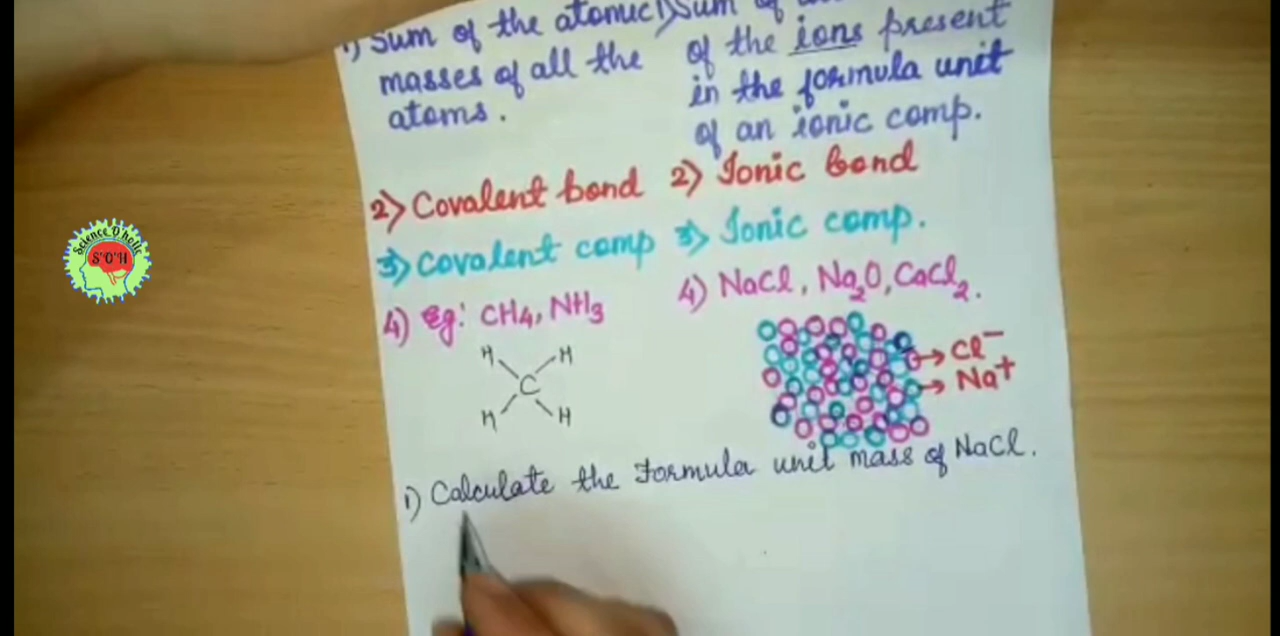 1) Sum of the atomic
masses of all the
atoms.
1) Sum of
of the ions present
in the formula unit
of an ionic comp.
2) Covalent bond 2) Ionic bond
3) Covalent comp 3) Ionic comp.
4) Eg: CH4, NH3
4) NaCl, Na2O, CaCl2.
H H
C
H H
Cl-
Na+
1) Calculate the Formula unit mass of NaCl.
Science O'holic
S'O'H